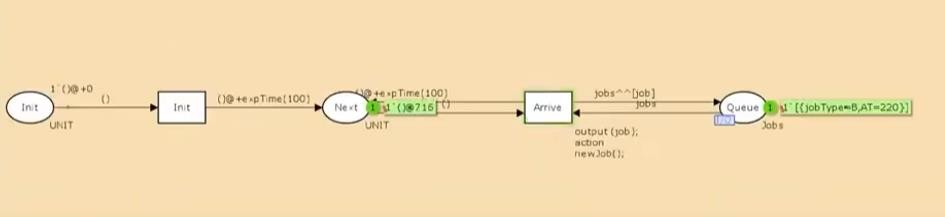 1`()@+0
()
Init
UNIT
Init
()@+expTime(100)
Next
UNIT
()@+expTime(100)
1
1`()@716
()
Arrive
jobs^^[job]
jobs
output (job);
action
newJob();
Queue
Jobs
1
1`[{jobType=B,AT=220}]